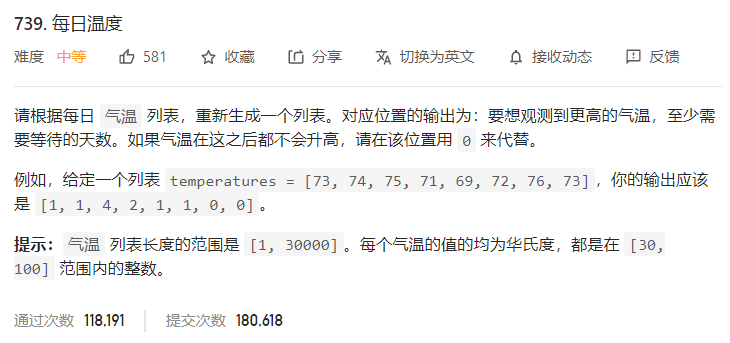 739. 每日温度
难度 中等 581 收藏 分享 切换为英文 接收动态 反馈
请根据每日 气温 列表，重新生成一个列表。对应位置的输出为：要想观测到更高的气温，至少需
要等待的天数。如果气温在这之后都不会升高，请在该位置用 0 来代替。
例如，给定一个列表 temperatures = [73, 74, 75, 71, 69, 72, 76, 73]，你的输出应该
是 [1, 1, 4, 2, 1, 1, 0, 0]。
提示：气温 列表长度的范围是 [1, 30000]。每个气温的值的均为华氏度，都是在 [30,
100] 范围内的整数。
通过次数 118,191 提交次数 180,618